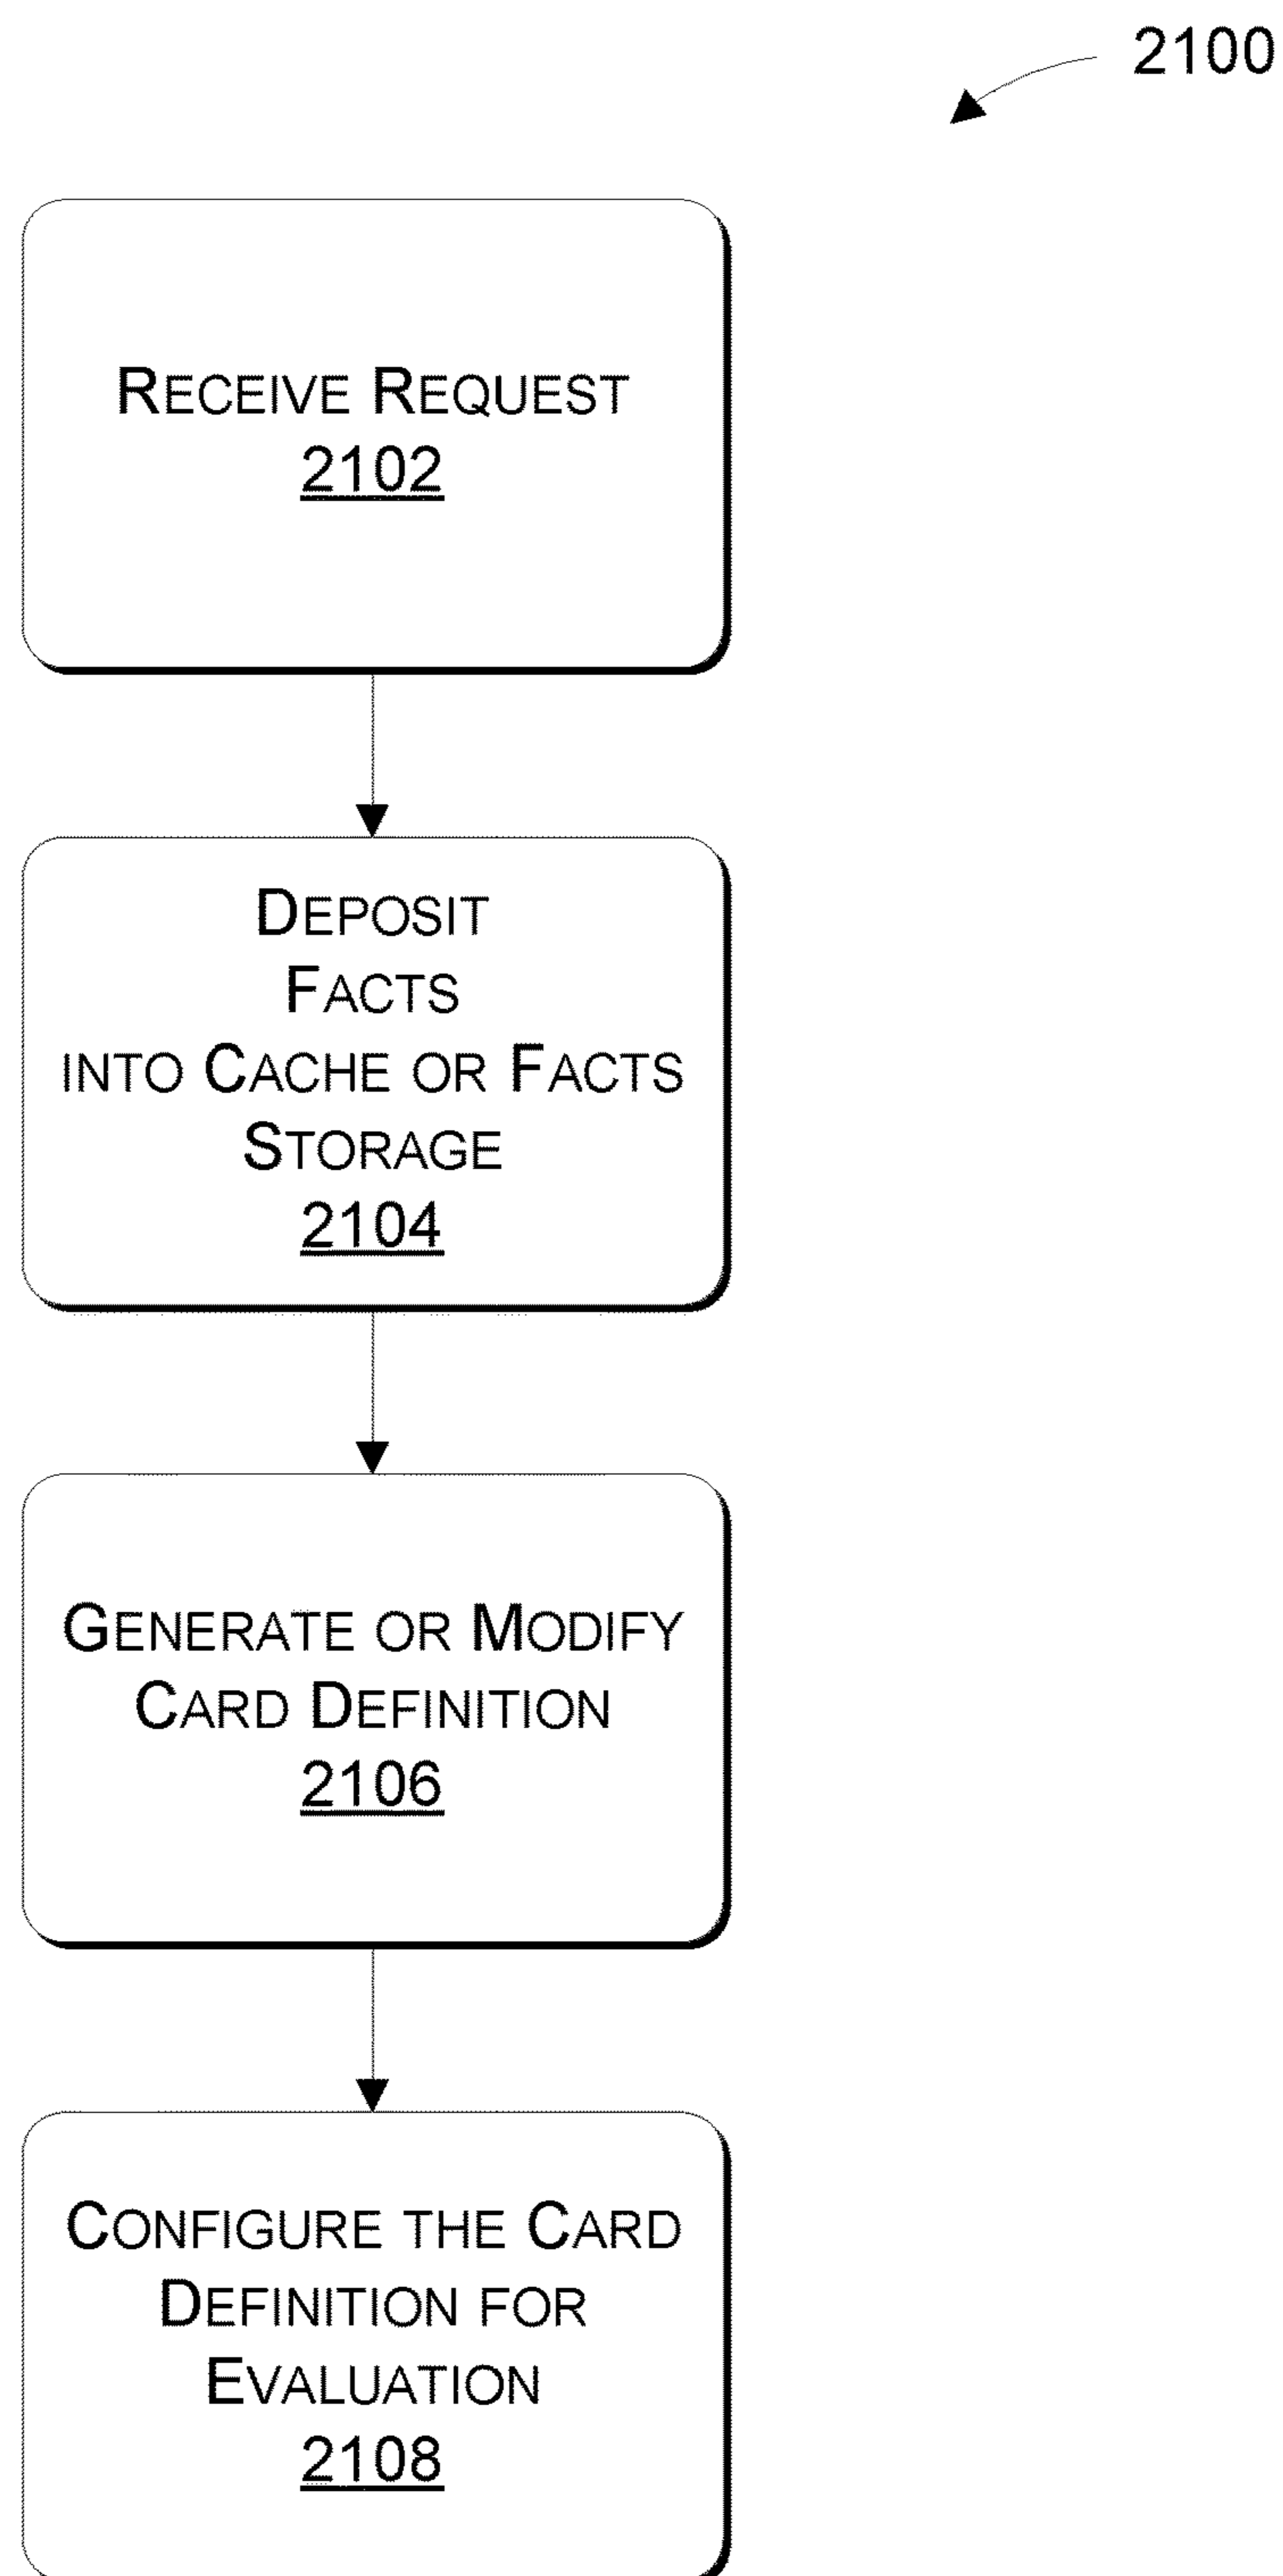 2100
RECEIVE REQUEST
2102
DEPOSIT
FACTS
INTO CACHE OR FACTS
STORAGE
2104
GENERATE OR MODIFY
CARD DEFINITION
2106
CONFIGURE THE CARD
DEFINITION FOR
EVALUATION
2108